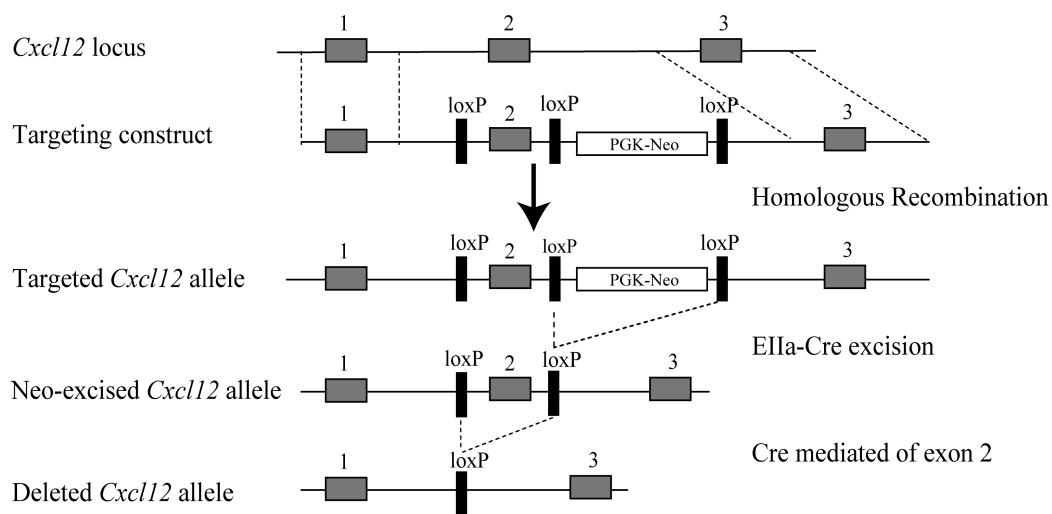 1 2 3
Cxcl12 locus
loxP loxP loxP
1 2 3
Targeting construct
PGK-Neo
Homologous Recombination
loxP loxP loxP
1 2 3
Targeted Cxcl12 allele
PGK-Neo
EIIa-Cre excision
loxP loxP
1 2 3
Neo-excised Cxcl12 allele
Cre mediated of exon 2
1 loxP 3
Deleted Cxcl12 allele